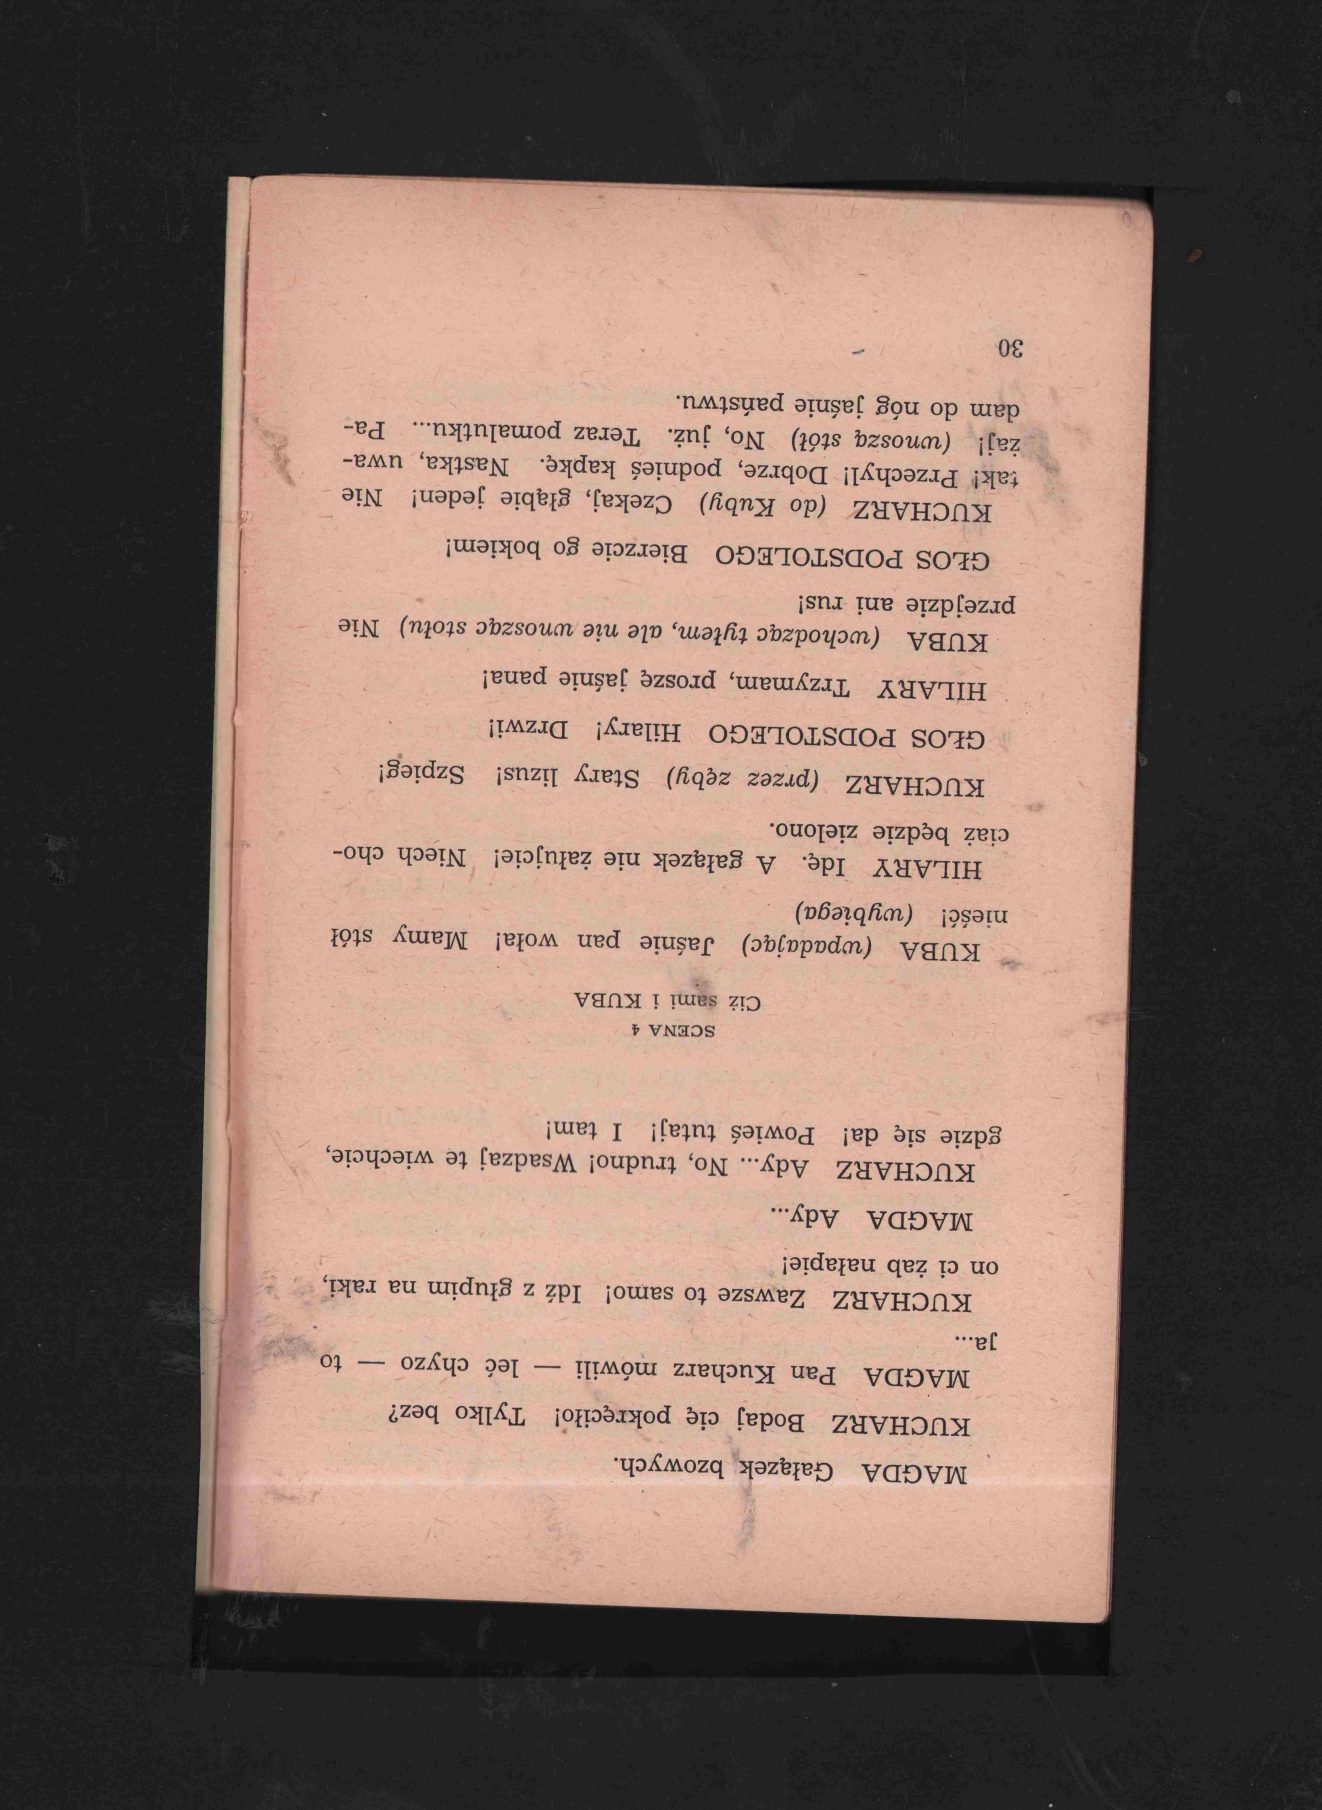 MAGDA Gałązek bzowych.
KUCHARZ Bodaj cię pokręciło! Tylko bez?
MAGDA Pan Kucharz mówili — leć chyzo — to
ja...
KUCHARZ Zawsze to samo! Idź z głupim na raki,
on ci żab nałapie!
MAGDA Ady...
KUCHARZ Ady... No, trudno! Wsadzaj te wiechcie,
gdzie się da! Powieś tutaj! I tam!
SCENA 4
Ciż sami i KUBA
KUBA (wpadając) Jaśnie pan woła! Mamy stół
nieść! (wybiega)
HILARY Idę. A gałązek nie żałujcie! Niech cho-
ciaż będzie zielono.
KUCHARZ (przez zęby) Stary lizus! Szpieg!
GŁOS PODSTOLEGO Hilary! Drzwi!
HILARY Trzymam, proszę jaśnie pana!
KUBA (wchodząc tyłem, ale nie wnosząc stołu) Nie
przejdzie ani rus!
GŁOS PODSTOLEGO Bierzcie go bokiem!
KUCHARZ (do Kuby) Czekaj, głąbie jeden! Nie
tak! Przechyl! Dobrze, podnieś kapkę. Nastka, uwa-
żaj! (wnoszą stół) No, już. Teraz pomalutku... Pa-
dam do nóg jaśnie państwu.
30